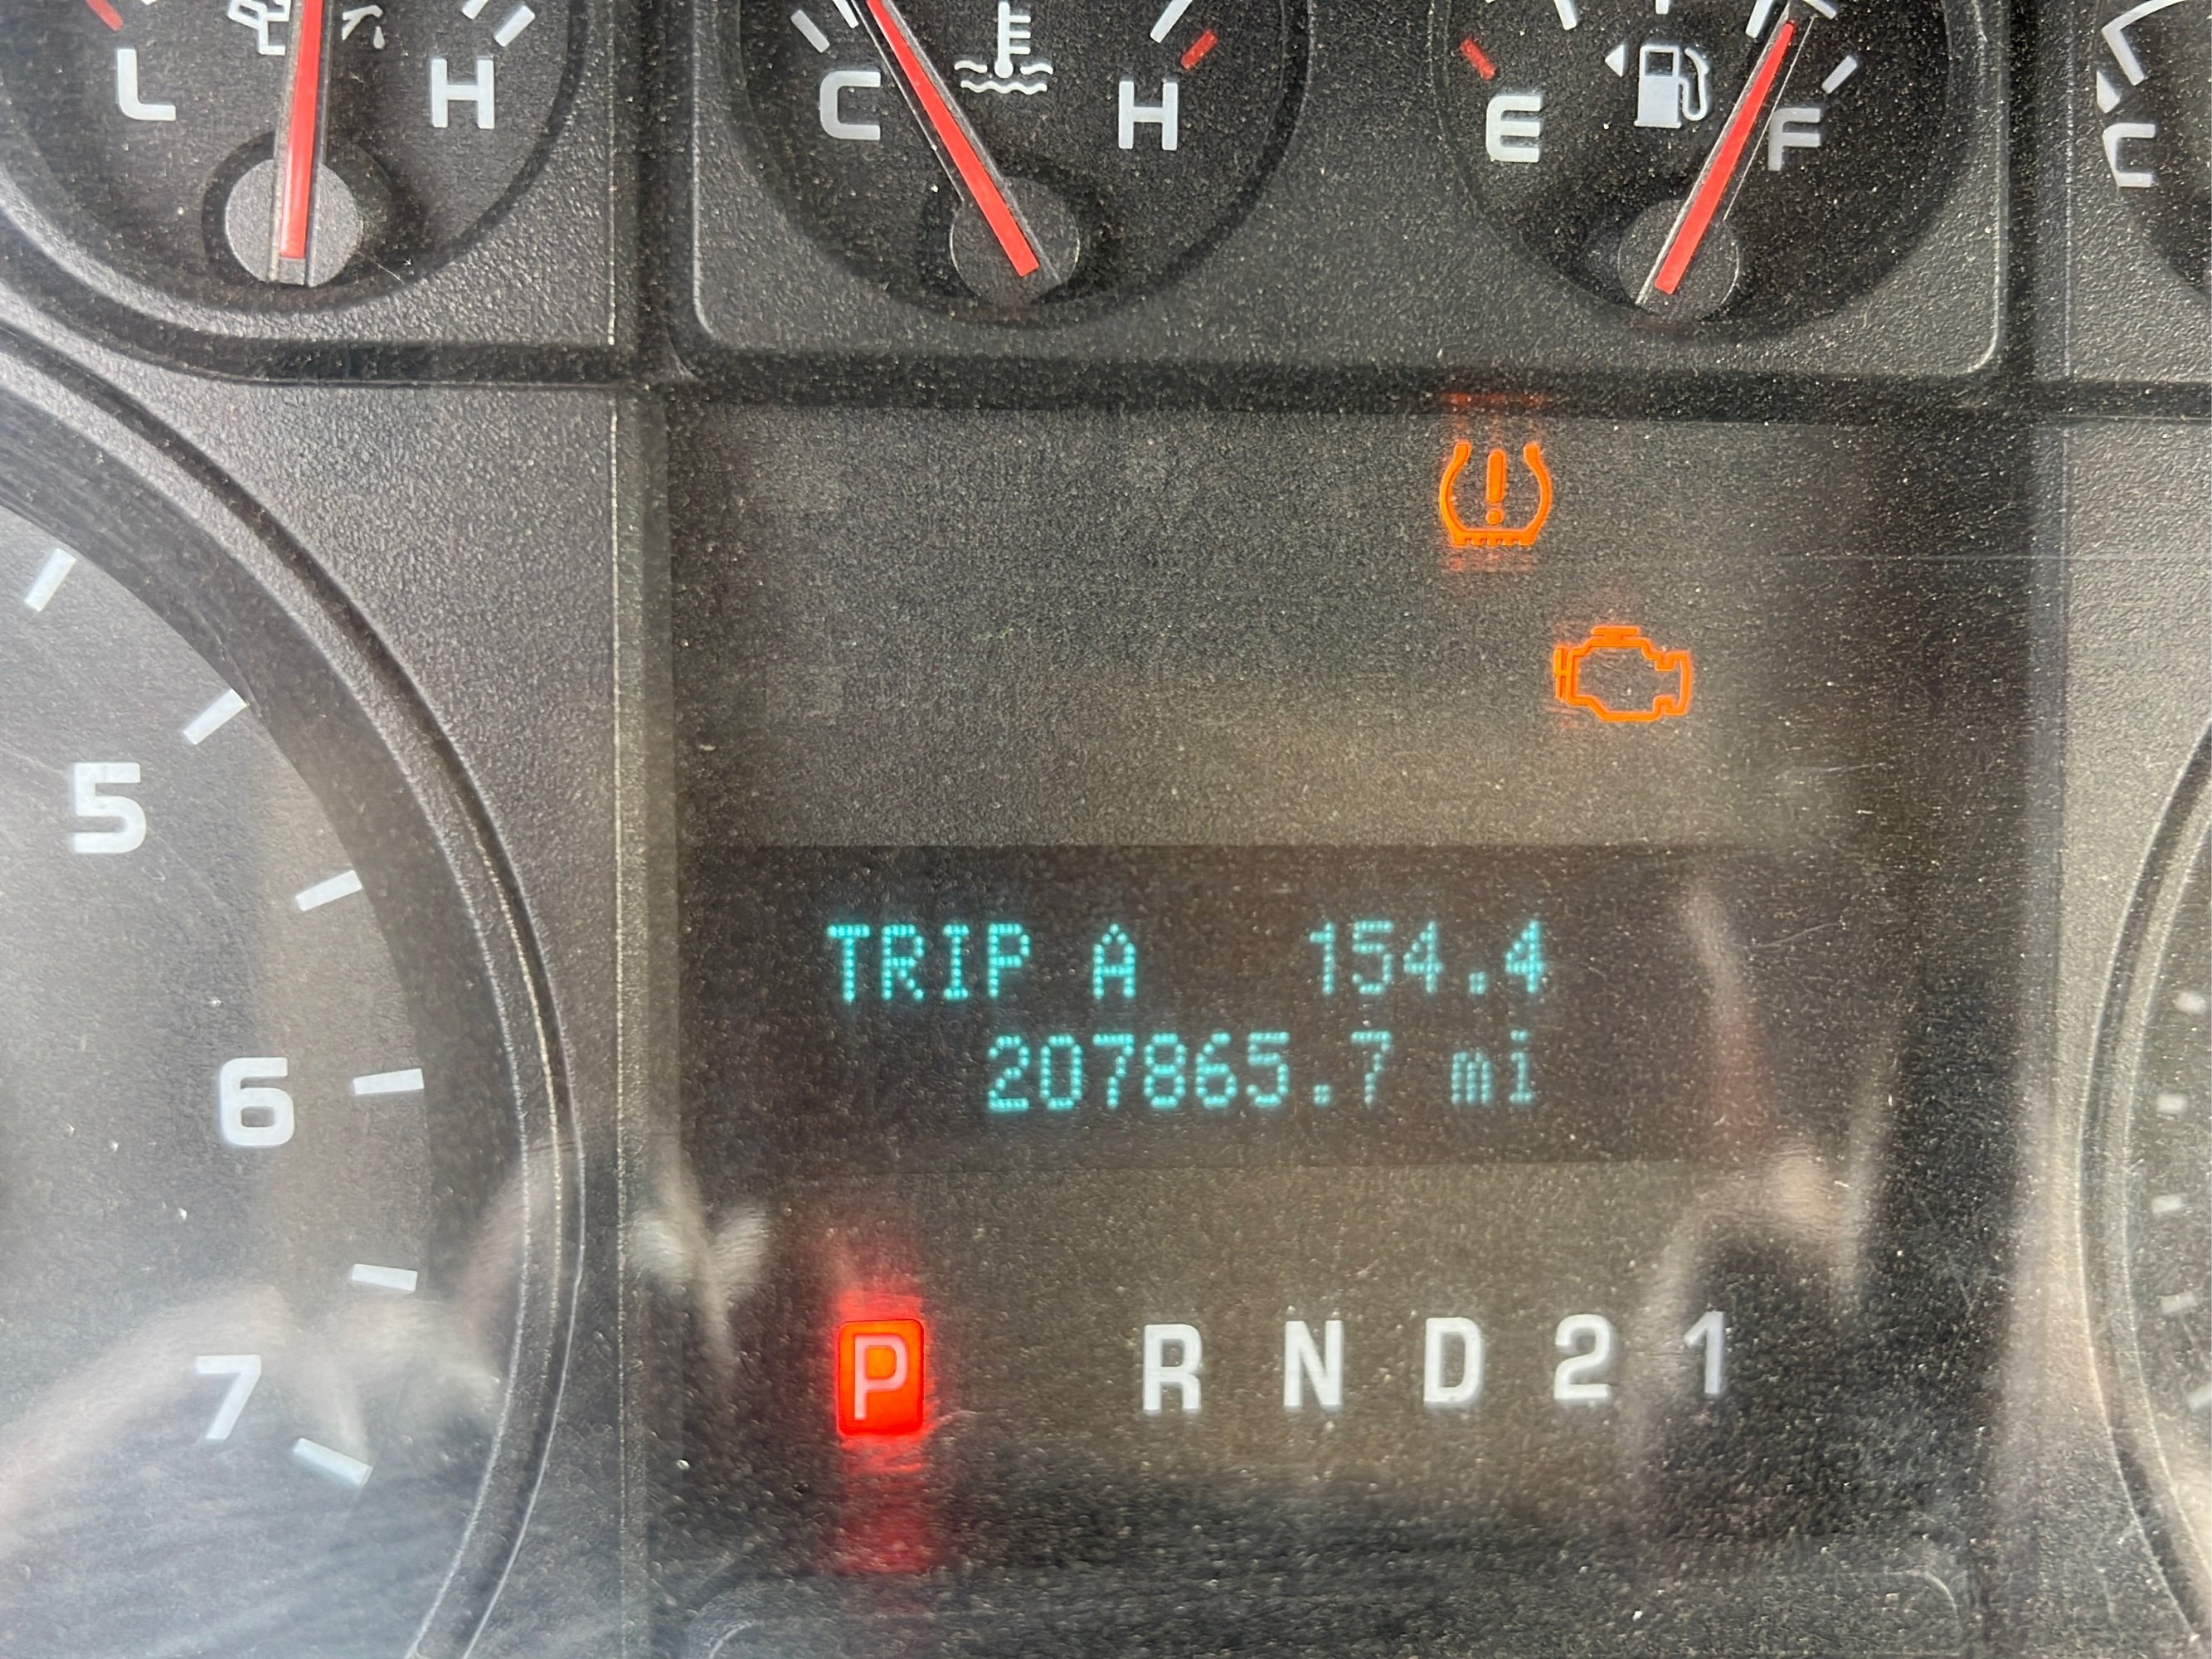 L H
C H
E F
C
5
TRIP A 154.4
207865.7 mi
6
P R N D 2 1
7